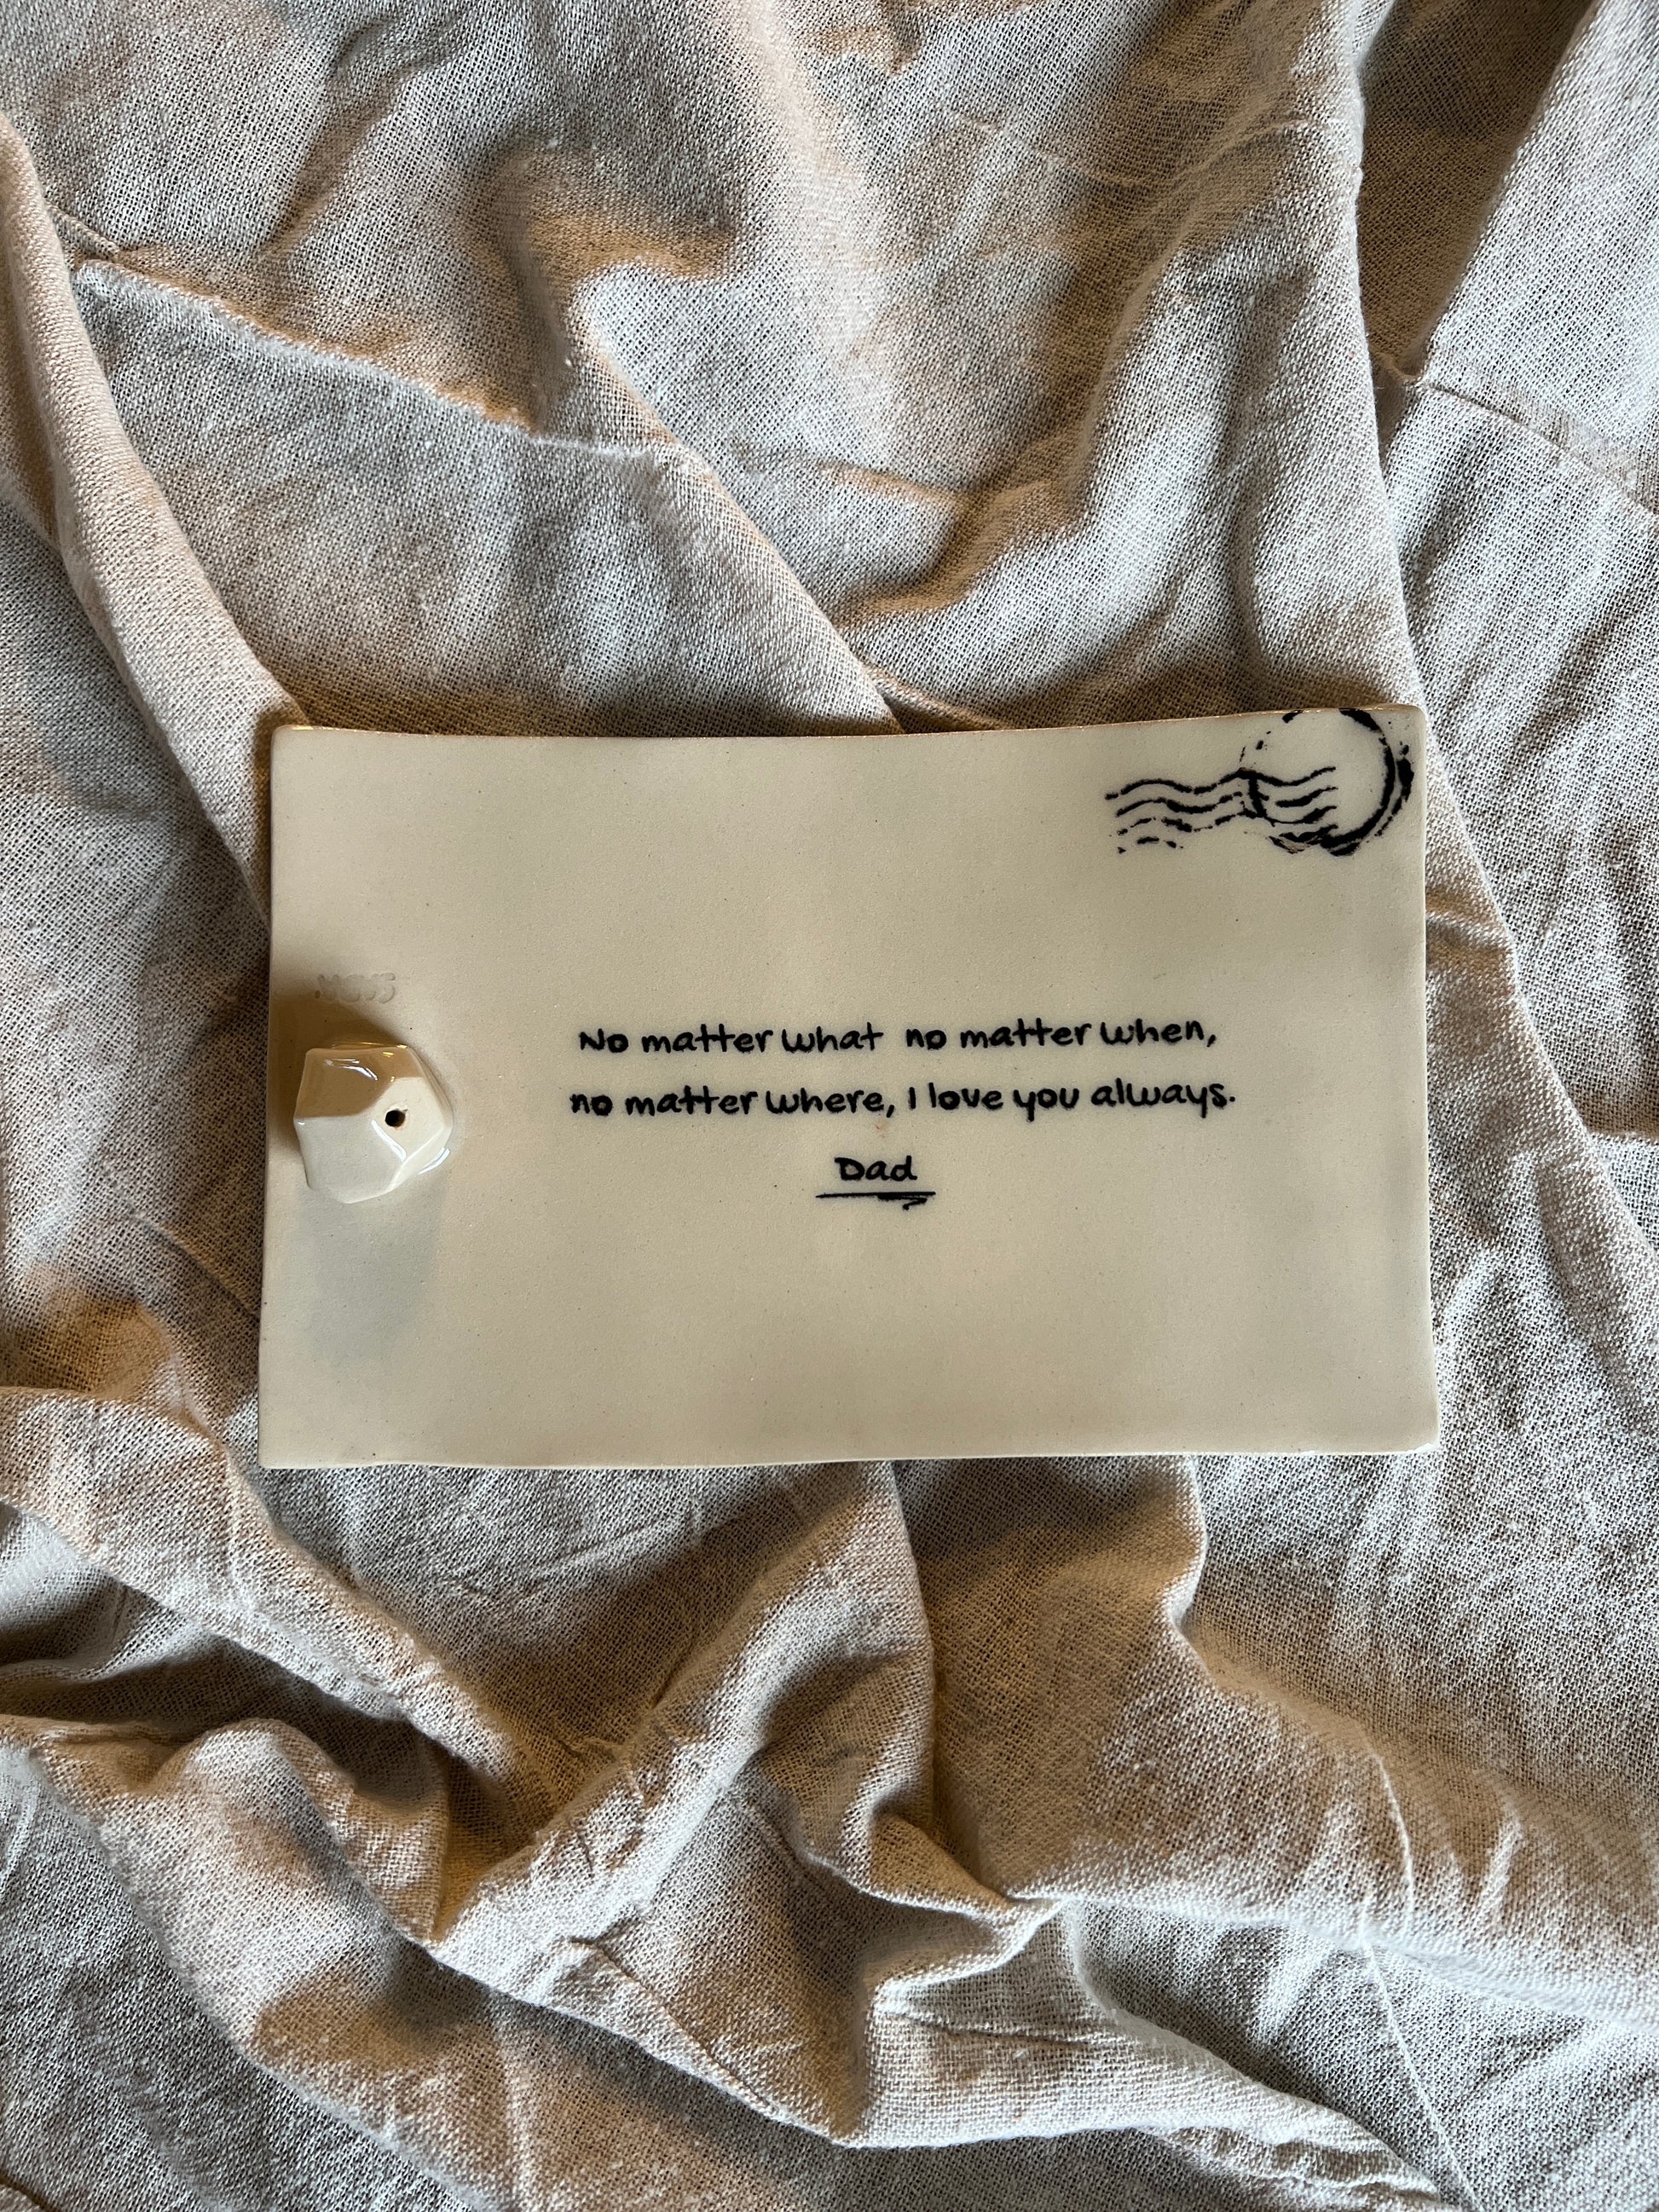 No matter what no matter when,
no matter where, I love you always.
Dad